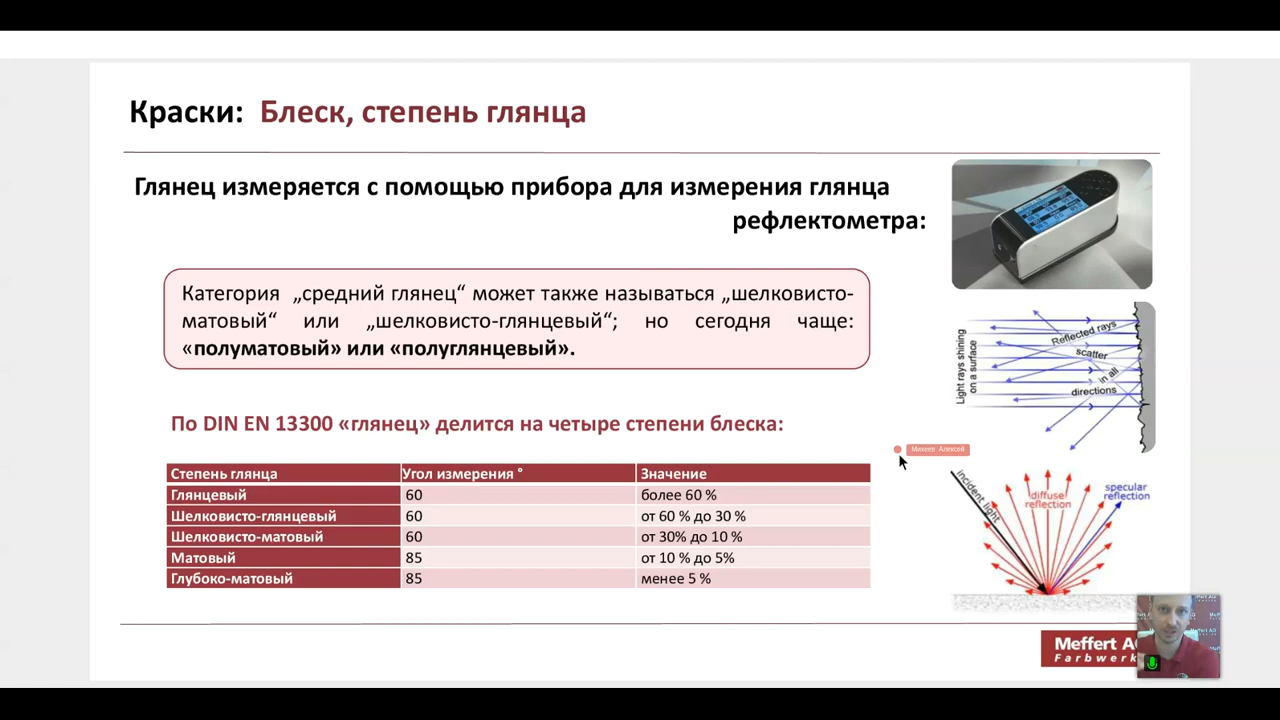 Краски: Блеск, степень глянца
Глянец измеряется с помощью прибора для измерения глянца
рефлектометра:
Категория „средний глянец“ может также называться „шелковисто-
матовый“ или „шелковисто-глянцевый“; но сегодня чаще:
«полуматовый» или «полуглянцевый».
По DIN EN 13300 «глянец» делится на четыре степени блеска:
Степень глянца Угол измерения ° Значение
Глянцевый 60 более 60 %
Шелковисто-глянцевый 60 от 60 % до 30 %
Шелковисто-матовый 60 от 30% до 10 %
Матовый 85 от 10 % до 5%
Глубоко-матовый 85 менее 5 %
Light rays shining
on a surface
Reflected rays
scatter
in all
directions
Михеев Алексей
incident light
diffuse
reflection
specular
reflection
Meffert A
Farbwerk